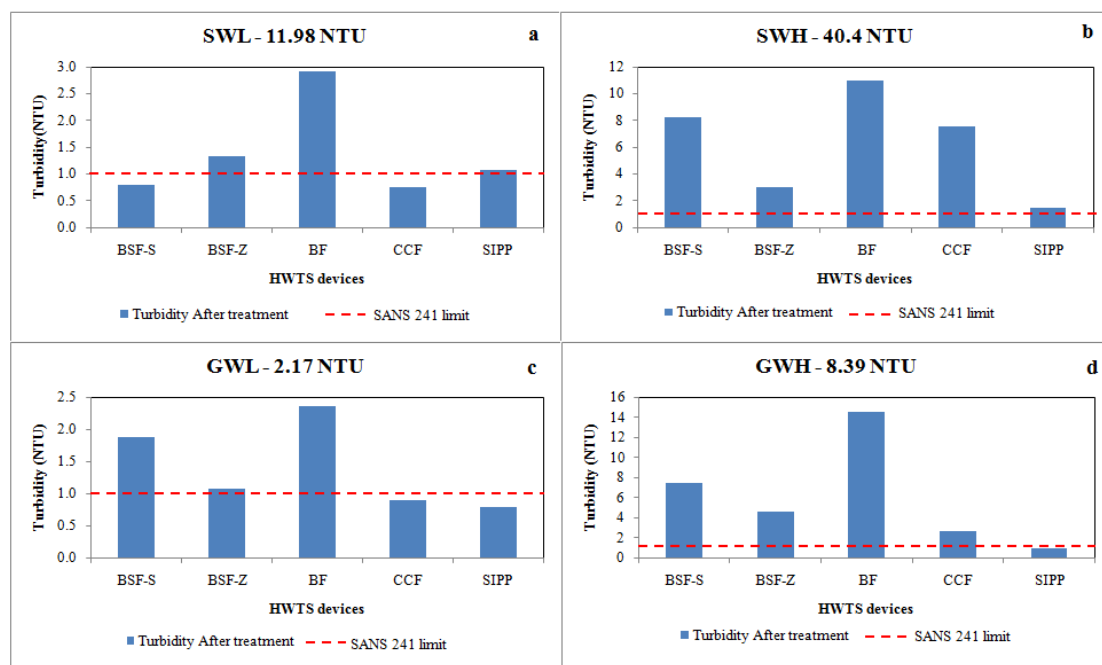 SWL - 11.98 NTU
a
3.0
2.5
2.0
1.5
1.0
0.5
0.0
Turbidity(NTU)
BSF-S BSF-Z BF CCF SIPP
HWTS devices
Turbidity After treatment SANS 241 limit
SWH - 40.4 NTU
b
12
10
8
6
4
2
0
Turbidity (NTU)
BSF-S BSF-Z BF CCF SIPP
HWTS devices
Turbidity After treatment SANS 241 limit
GWL - 2.17 NTU
c
2.5
2.0
1.5
1.0
0.5
0.0
Turbidity (NTU)
BSF-S BSF-Z BF CCF SIPP
HWTS devices
Turbidity After treatment SANS 241 limit
GWH - 8.39 NTU
d
16
14
12
10
8
6
4
2
0
Turbidity (NTU)
BSF-S BSF-Z BF CCF SIPP
HWTS devices
Turbidity After treatment SANS 241 limit